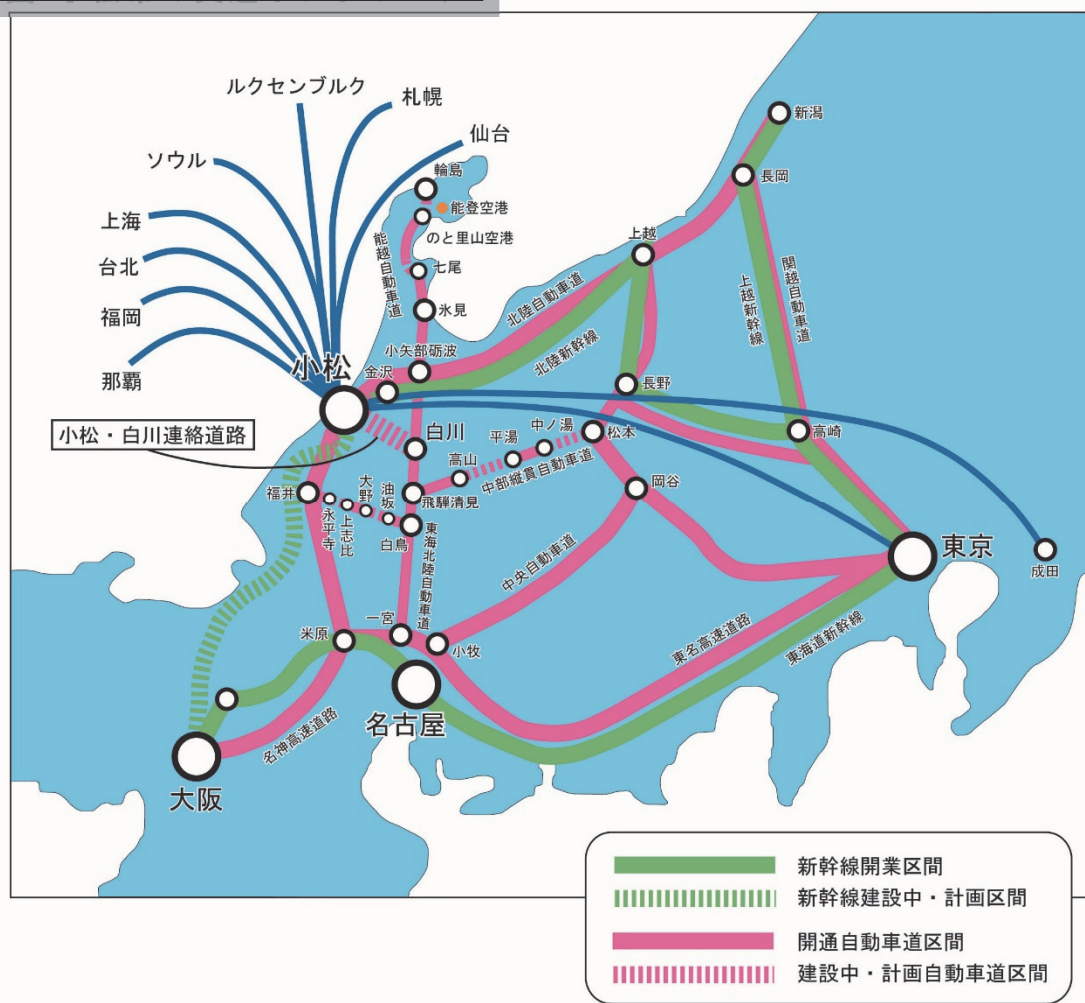 ルクセンブルク
札幌
仙台
ソウル
上海
台北
福岡
那覇
小松
小松・白川連絡道路
輪島
能登空港
のと里山空港
能越自動車道
七尾
氷見
小矢部砺波
金沢
北陸自動車道
北陸新幹線
新潟
長岡
上越
上越新幹線
関越自動車道
長野
高崎
白川
高山
平湯
中ノ湯
松本
中部縦貫自動車道
飛騨清見
岡谷
福井
永平寺
上志比
大野
油坂
白鳥
東海北陸自動車道
中央自動車道
東京
成田
米原
一宮
小牧
名古屋
東名高速道路
東海道新幹線
名神高速道路
大阪
新幹線開業区間
新幹線建設中・計画区間
開通自動車道区間
建設中・計画自動車道区間